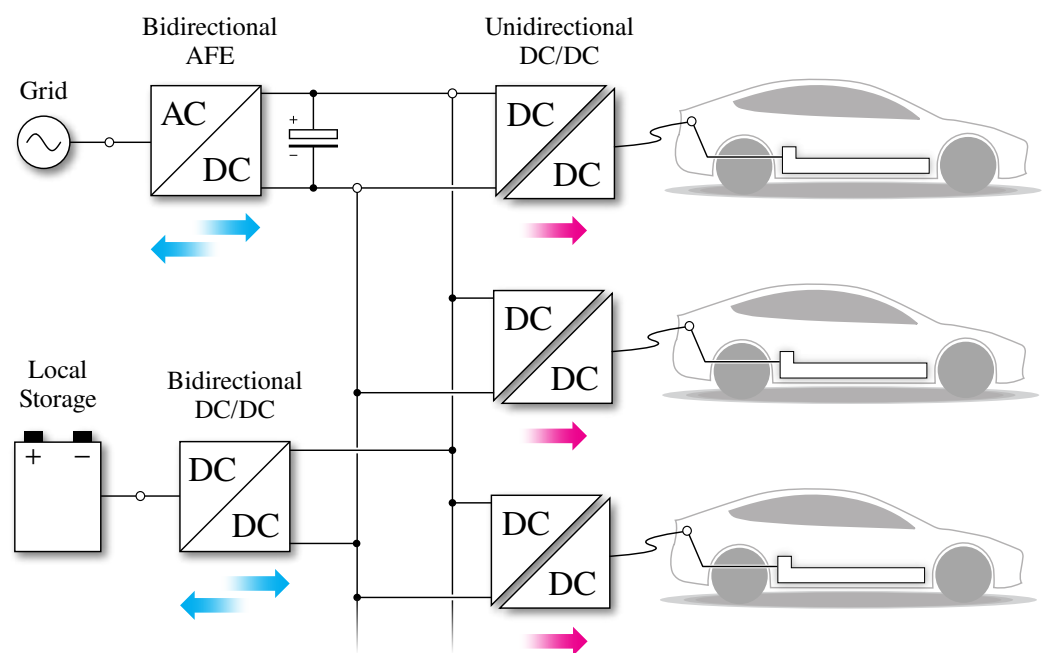 Bidirectional
AFE
Unidirectional
DC/DC
Grid
AC
DC
+
−
DC
DC
DC
DC
Local
Storage
Bidirectional
DC/DC
+ −
DC
DC
DC
DC